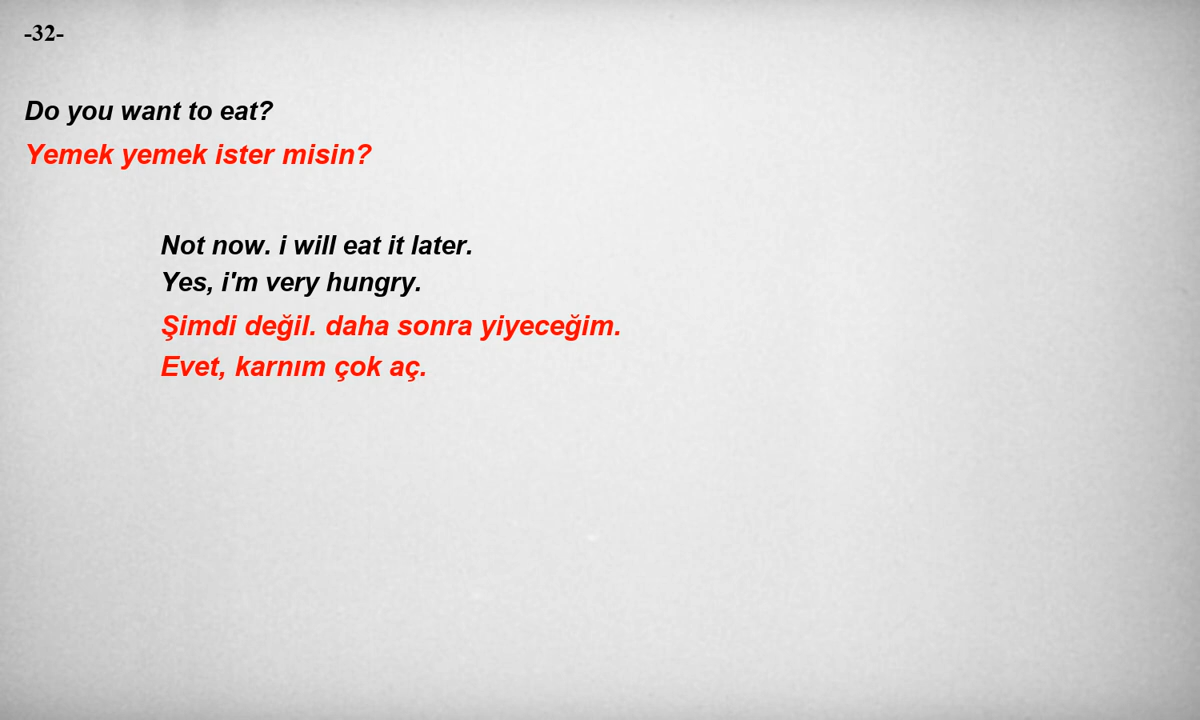 -32-
Do you want to eat?
Yemek yemek ister misin?
Not now. i will eat it later.
Yes, i'm very hungry.
Şimdi değil. daha sonra yiyeceğim.
Evet, karnım çok aç.